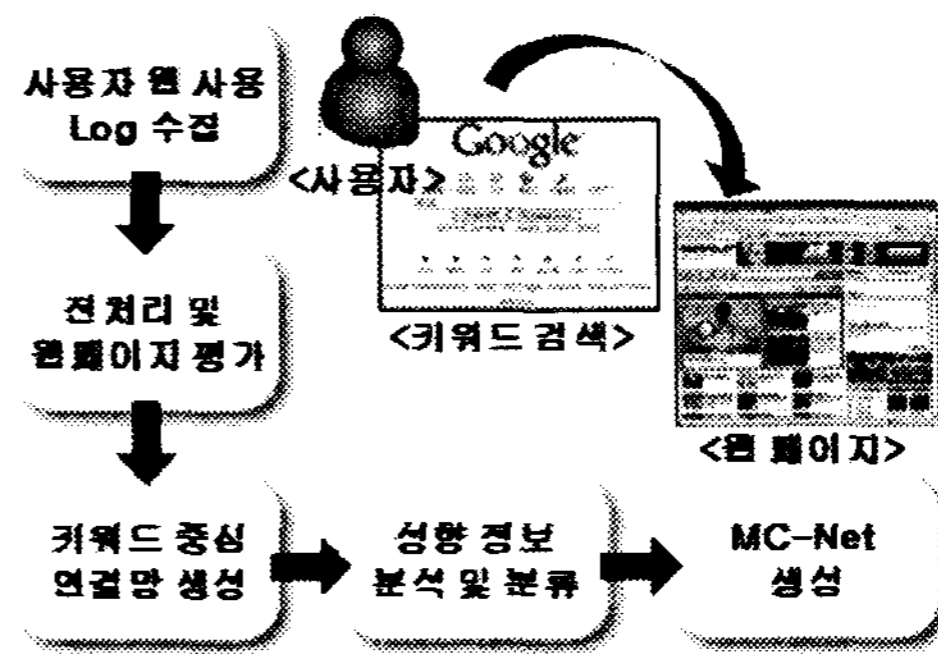 사용자 웹 사용
Log 수집
<사용자>
Google
<키워드 검색>
<웹 페이지>
전처리 및
웹페이지 평가
키워드 중심
연결망 생성
성향 정보
분석 및 분류
MC-Net
생성